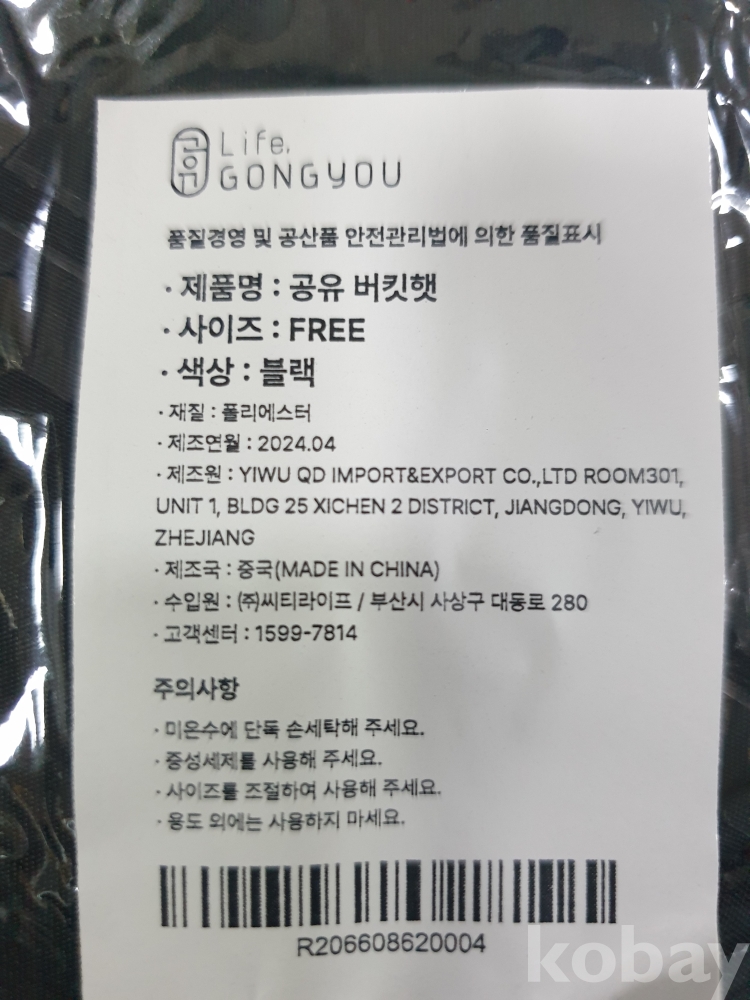 공유
Life,
GONGYOU
품질경영 및 공산품 안전관리법에 의한 품질표시
· 제품명 : 공유 버킷햇
· 사이즈 : FREE
· 색상 : 블랙
· 재질 : 폴리에스터
· 제조연월 : 2024.04
· 제조원 : YIWU QD IMPORT&EXPORT CO.,LTD ROOM301,
UNIT 1, BLDG 25 XICHEN 2 DISTRICT, JIANGDONG, YIWU,
ZHEJIANG
· 제조국 : 중국(MADE IN CHINA)
· 수입원 : ㈜씨티라이프 / 부산시 사상구 대동로 280
· 고객센터 : 1599-7814
주의사항
· 미온수에 단독 손세탁해 주세요.
· 중성세제를 사용해 주세요.
· 사이즈를 조절하여 사용해 주세요.
· 용도 외에는 사용하지 마세요.
R206608620004
kobay